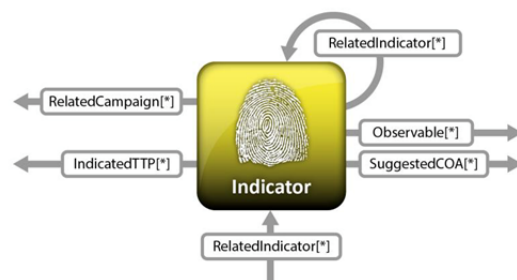 RelatedIndicator[*]
RelatedCampaign[*]
Observable[*]
IndicatedTTP[*]
SuggestedCOA[*]
Indicator
RelatedIndicator[*]